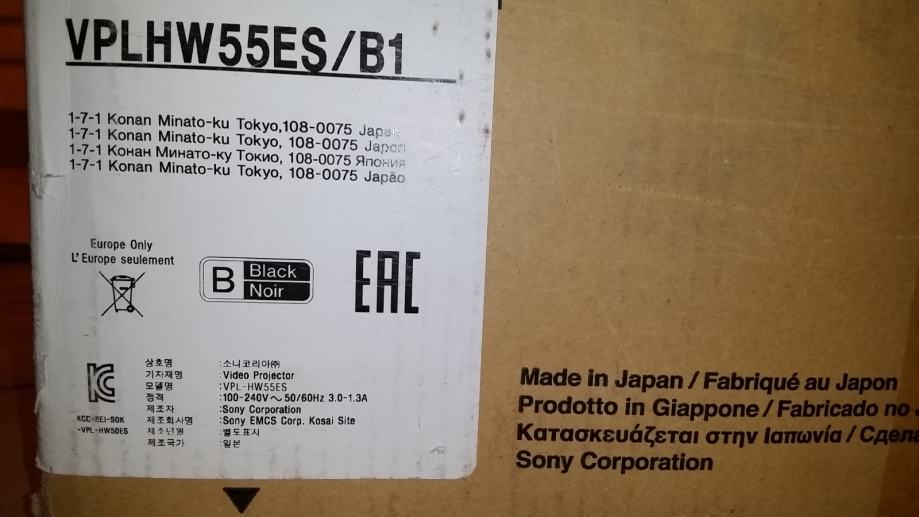 VPLHW55ES/B1
1-7-1 Konan Minato-ku Tokyo,108-0075 Japan
1-7-1 Konan Minato-ku Tokyo, 108-0075 Japon
1-7-1 Конан Минато-ку Токио, 108-0075 Япония
1-7-1 Konan Minato-ku Tokyo, 108-0075 Japão
Europe Only
L' Europe seulement
B Black
Noir
EAC
KC
KCC-REI-SOK
-VPL-HW50ES
상호명 :소니코리아㈜
기자재명 :Video Projector
모델명 :VPL-HW55ES
정격 :100-240V~ 50/60Hz 3.0-1.3A
제조자 :Sony Corporation
제조회사명 :Sony EMCS Corp. Kosai Site
제조년월 :별도표시
제조국가 :일본
Made in Japan / Fabriqué au Japon
Prodotto in Giappone / Fabricado no
Κατασκευάζεται στην Ιαπωνία /
Sony Corporation